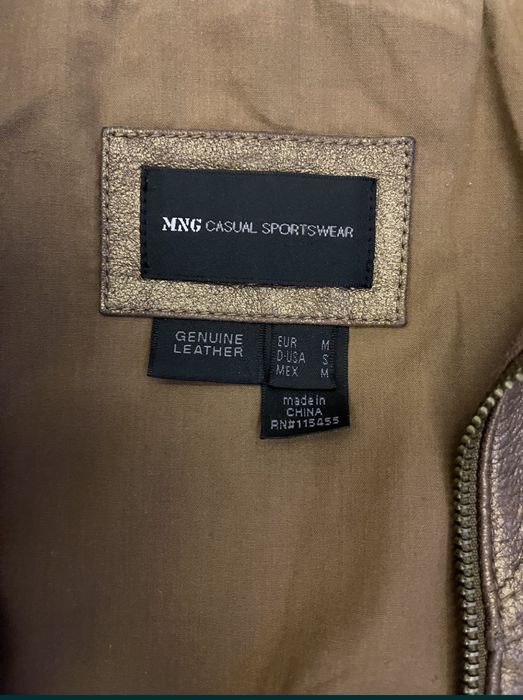 MNG CASUAL SPORTSWEAR
GENUINE
LEATHER
EUR M
D-USA S
MEX M
made in
CHINA
RN#115455